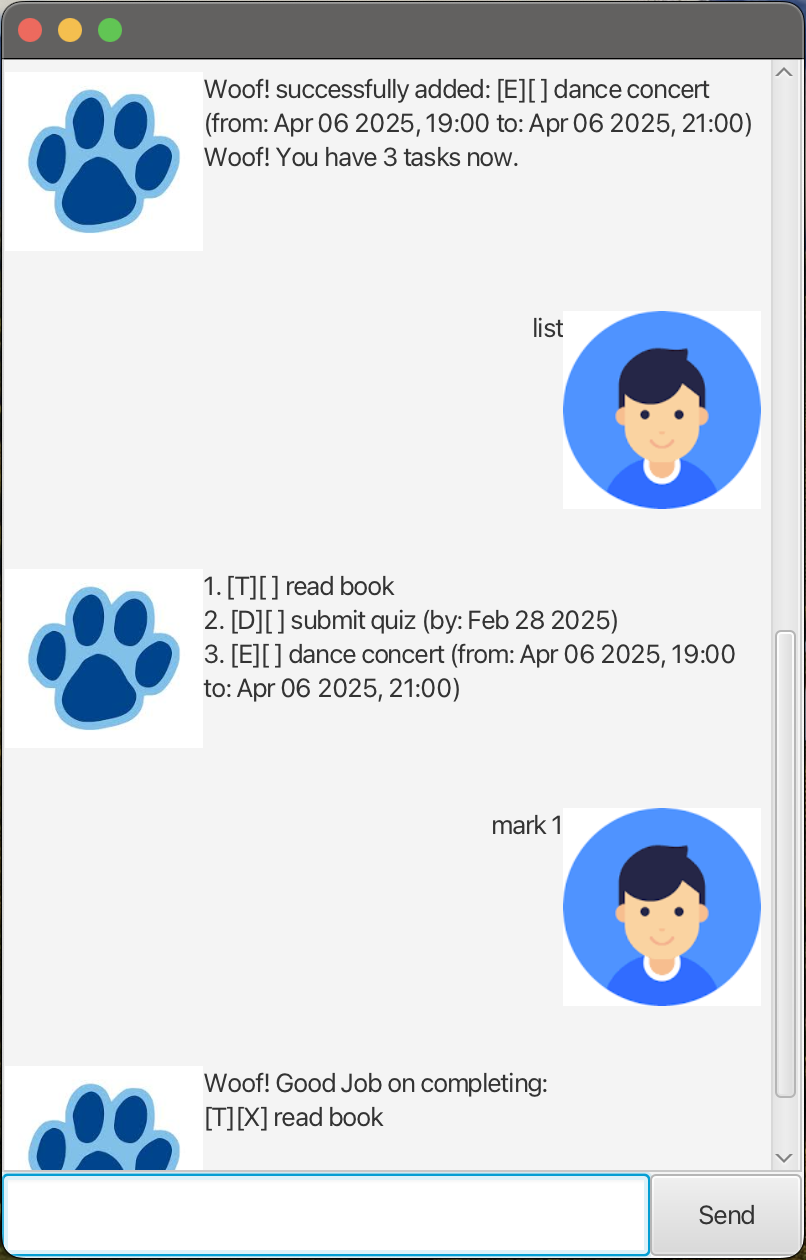 Woof! successfully added: [E][ ] dance concert
(from: Apr 06 2025, 19:00 to: Apr 06 2025, 21:00)
Woof! You have 3 tasks now.
list
1. [T][ ] read book
2. [D][ ] submit quiz (by: Feb 28 2025)
3. [E][ ] dance concert (from: Apr 06 2025, 19:00
to: Apr 06 2025, 21:00)
mark 1
Woof! Good Job on completing:
[T][X] read book
Send